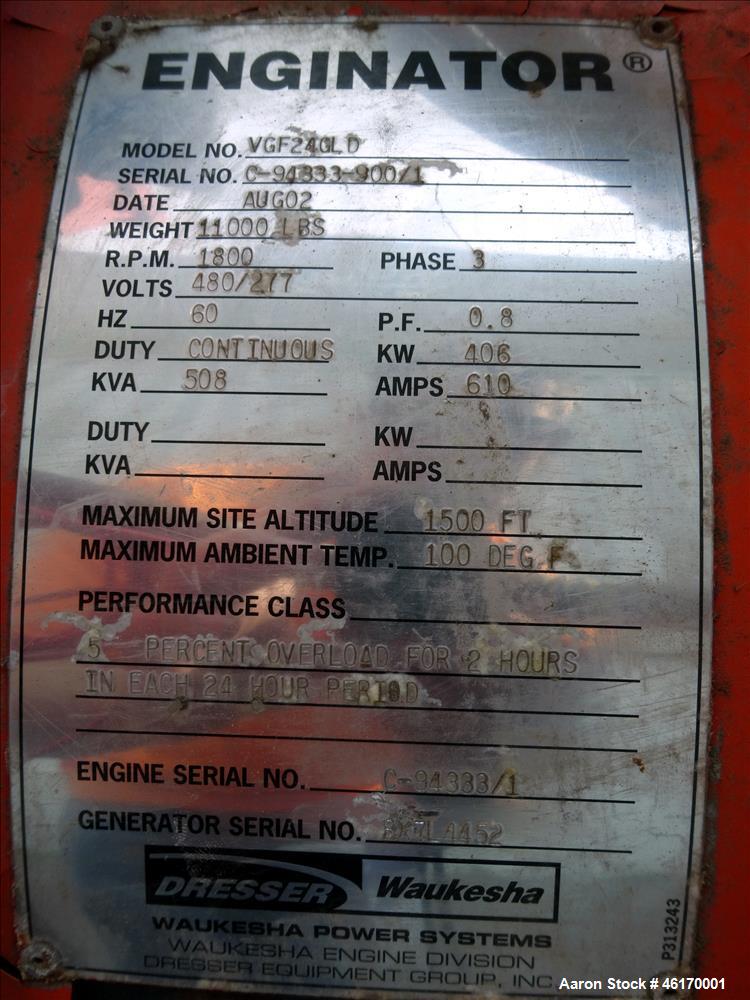 ENGINATOR®
MODEL NO. VGF24GLD
SERIAL NO. C-94333-900/1
DATE AUG02
WEIGHT 11000 LBS
R.P.M. 1800 PHASE 3
VOLTS 480/277
HZ 60 P.F. 0.8
DUTY CONTINUOUS KW 406
KVA 508 AMPS 610
DUTY KW
KVA AMPS
MAXIMUM SITE ALTITUDE 1500 FT
MAXIMUM AMBIENT TEMP. 100 DEG F
PERFORMANCE CLASS
5 PERCENT OVERLOAD FOR 2 HOURS
IN EACH 24 HOUR PERIOD
ENGINE SERIAL NO. C-94333/1
GENERATOR SERIAL NO.
DRESSER Waukesha
WAUKESHA POWER SYSTEMS
WAUKESHA ENGINE DIVISION
DRESSER EQUIPMENT GROUP, INC
P313243
Aaron Stock # 46170001